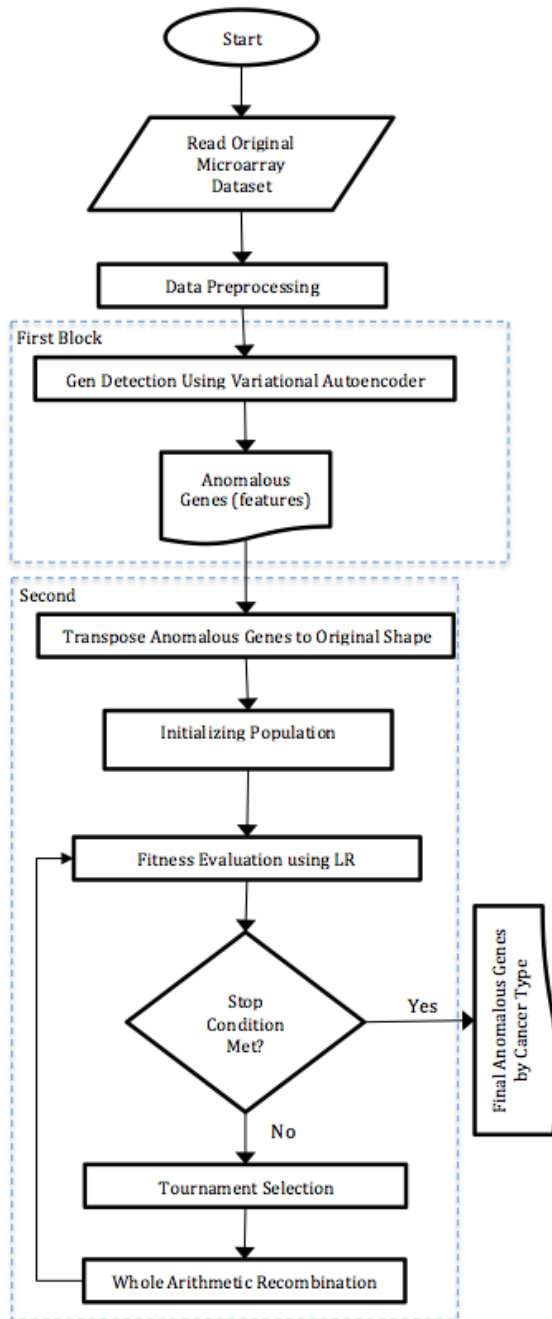 Start
Read Original
Microarray
Dataset
Data Preprocessing
First Block
Gen Detection Using Variational Autoencoder
Anomalous
Genes (features)
Second
Transpose Anomalous Genes to Original Shape
Initializing Population
Fitness Evaluation using LR
Stop
Condition
Met?
Yes
Final Anomalous Genes
by Cancer Type
No
Tournament Selection
Whole Arithmetic Recombination